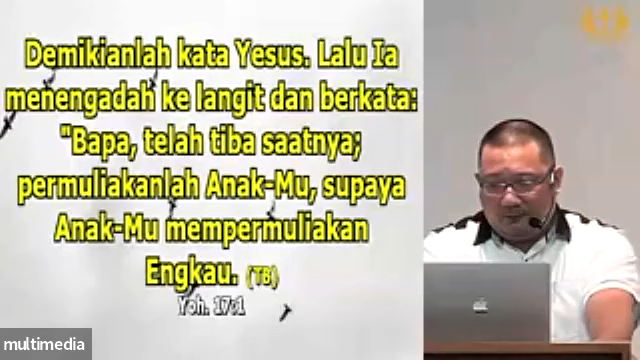 Demikianlah kata Yesus. Lalu Ia
menengadah ke langit dan berkata:
"Bapa, telah tiba saatnya;
permuliakanlah Anak-Mu, supaya
Anak-Mu mempermuliakan
Engkau. (TB)
Yoh. 17:1
multimedia